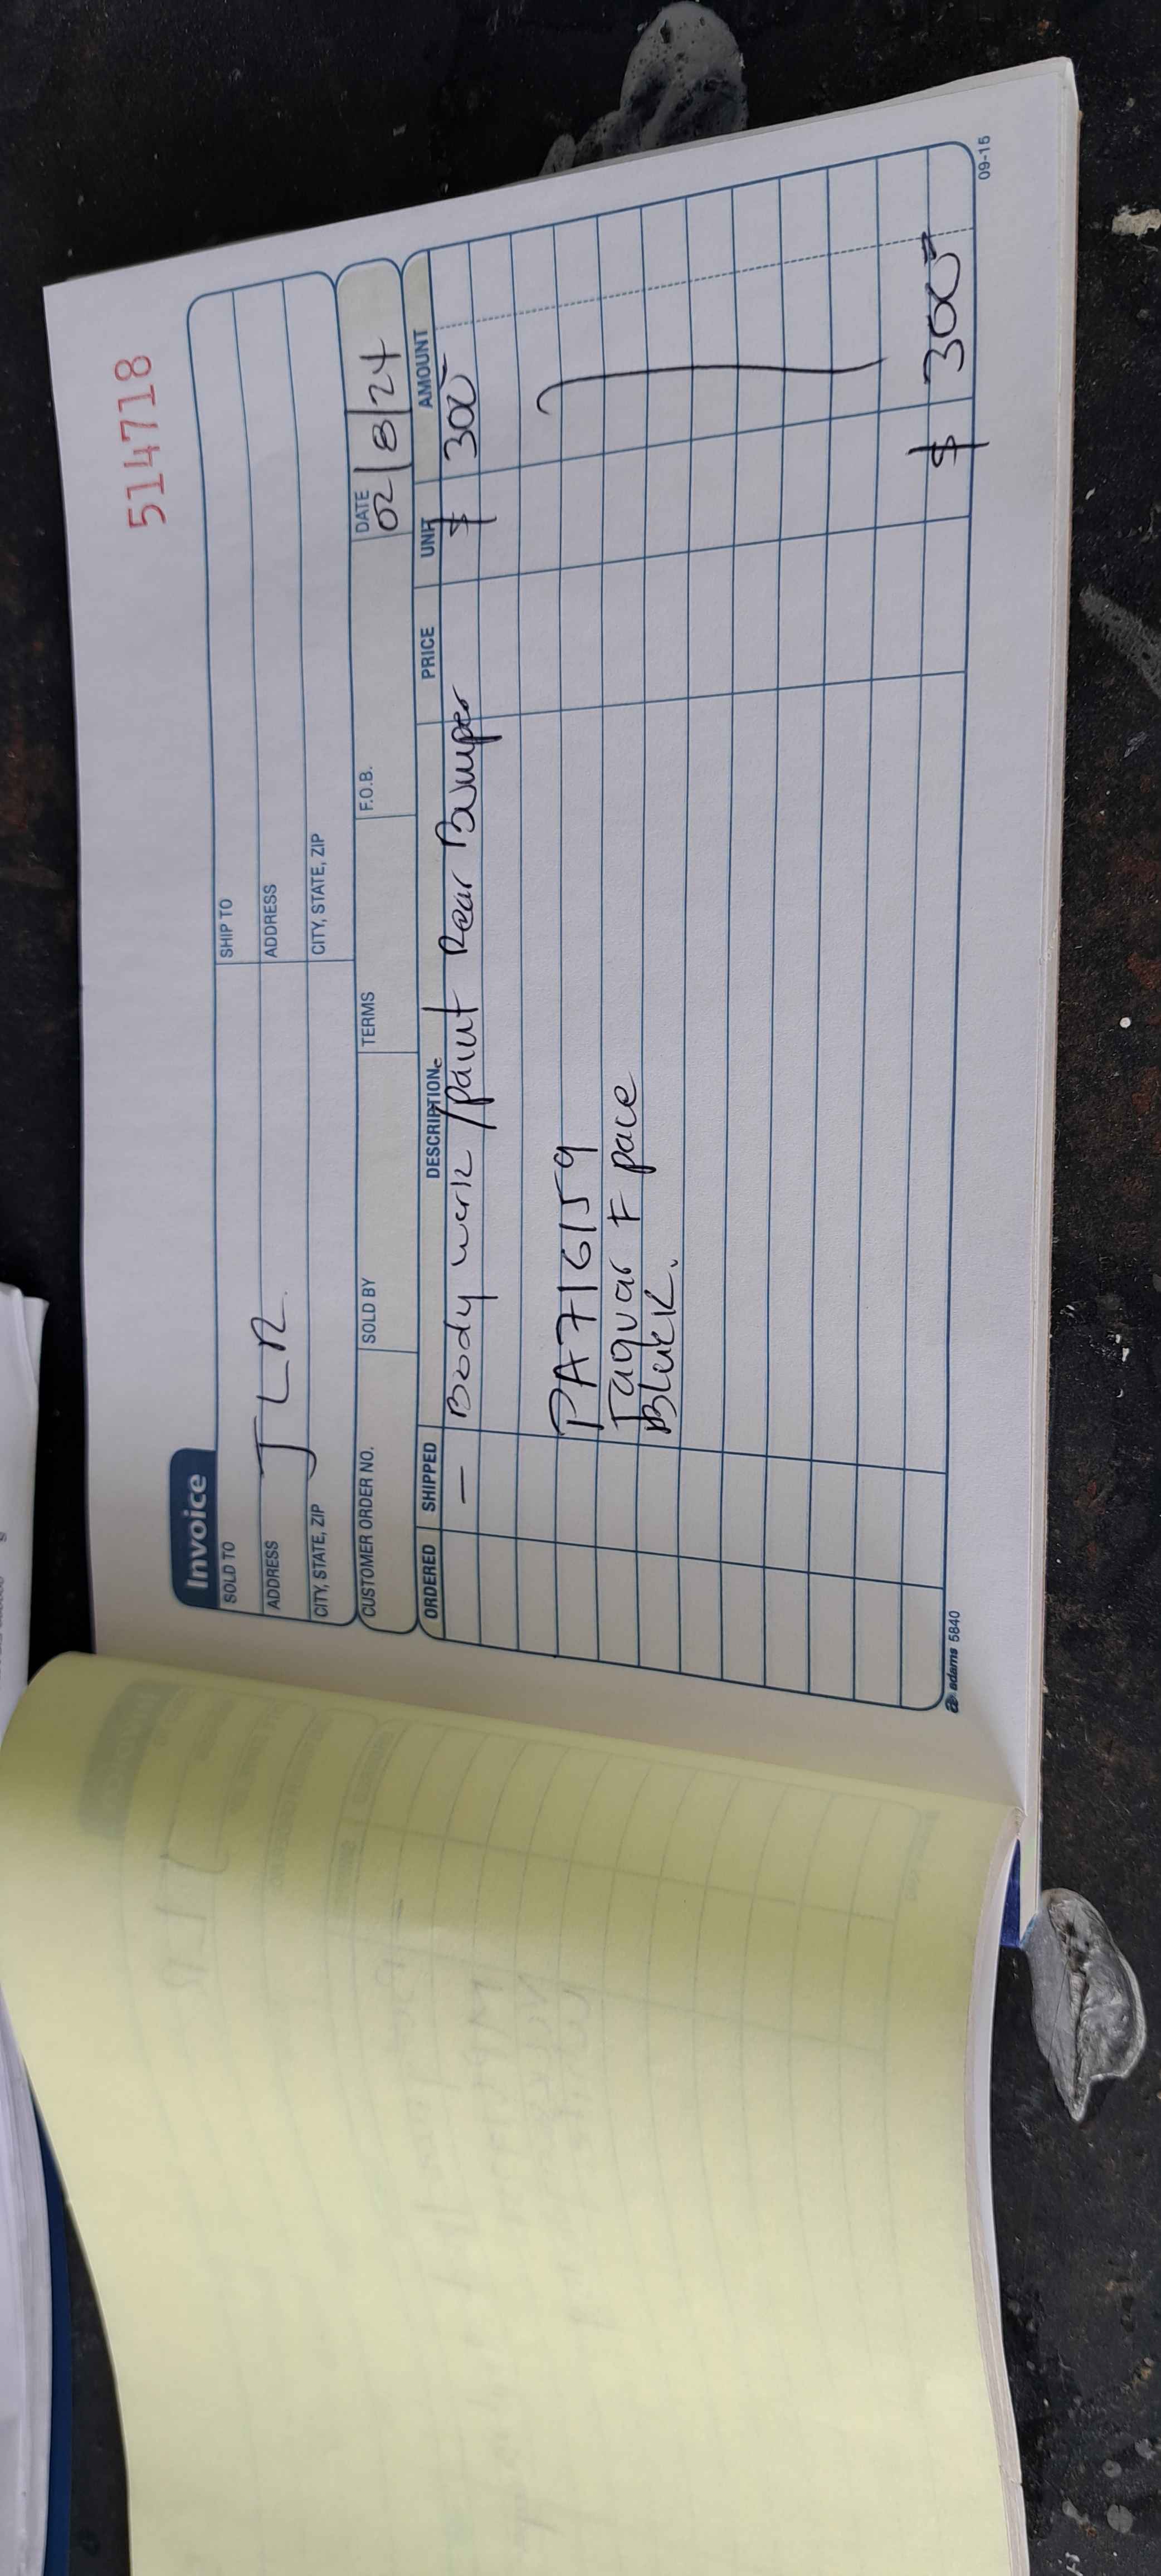 514718
Invoice
SOLD TO
SHIP TO
ADDRESS
JLR.
ADDRESS
CITY, STATE, ZIP
CITY, STATE, ZIP
CUSTOMER ORDER NO.
SOLD BY
TERMS
F.O.B.
DATE
02/8/24
ORDERED
SHIPPED
DESCRIPTION
PRICE
UNIT
AMOUNT
— Body work/paint Rear Bumper $ 300
PA716159
Jaguar F pace
Black.
$ 300
adams 5840
09-15